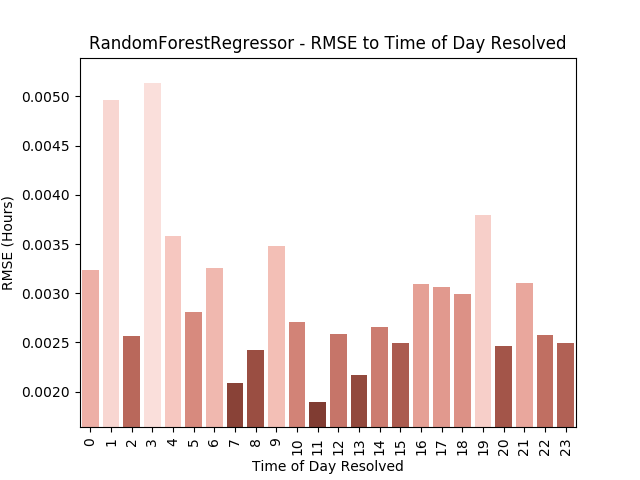 RandomForestRegressor - RMSE to Time of Day Resolved
RMSE (Hours)
0.0050
0.0045
0.0040
0.0035
0.0030
0.0025
0.0020
0 1 2 3 4 5 6 7 8 9 10 11 12 13 14 15 16 17 18 19 20 21 22 23
Time of Day Resolved